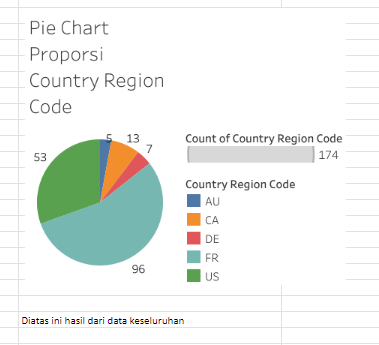 Pie Chart
Proporsi
Country Region
Code
5
13
7
53
96
Count of Country Region Code
174
Country Region Code
AU
CA
DE
FR
US
Diatas ini hasil dari data keseluruhan